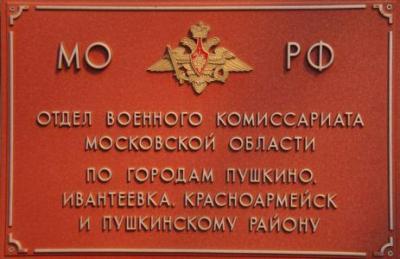 МО РФ
ОТДЕЛ ВОЕННОГО КОМИССАРИАТА
МОСКОВСКОЙ ОБЛАСТИ
ПО ГОРОДАМ ПУШКИНО,
ИВАНТЕЕВКА, КРАСНОАРМЕЙСК
И ПУШКИНСКОМУ РАЙОНУ